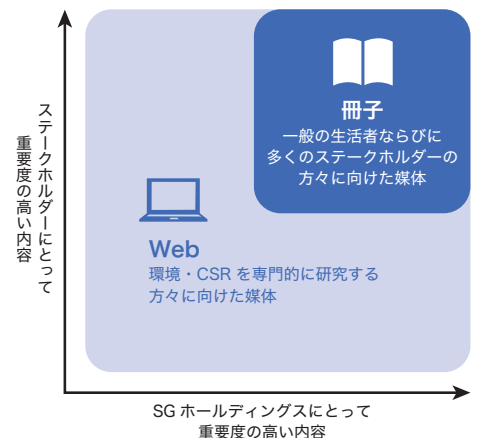 ステークホルダーにとって
重要度の高い内容
冊子
一般の生活者ならびに
多くのステークホルダーの
方々に向けた媒体
Web
環境・CSR を専門的に研究する
方々に向けた媒体
SG ホールディングスにとって
重要度の高い内容